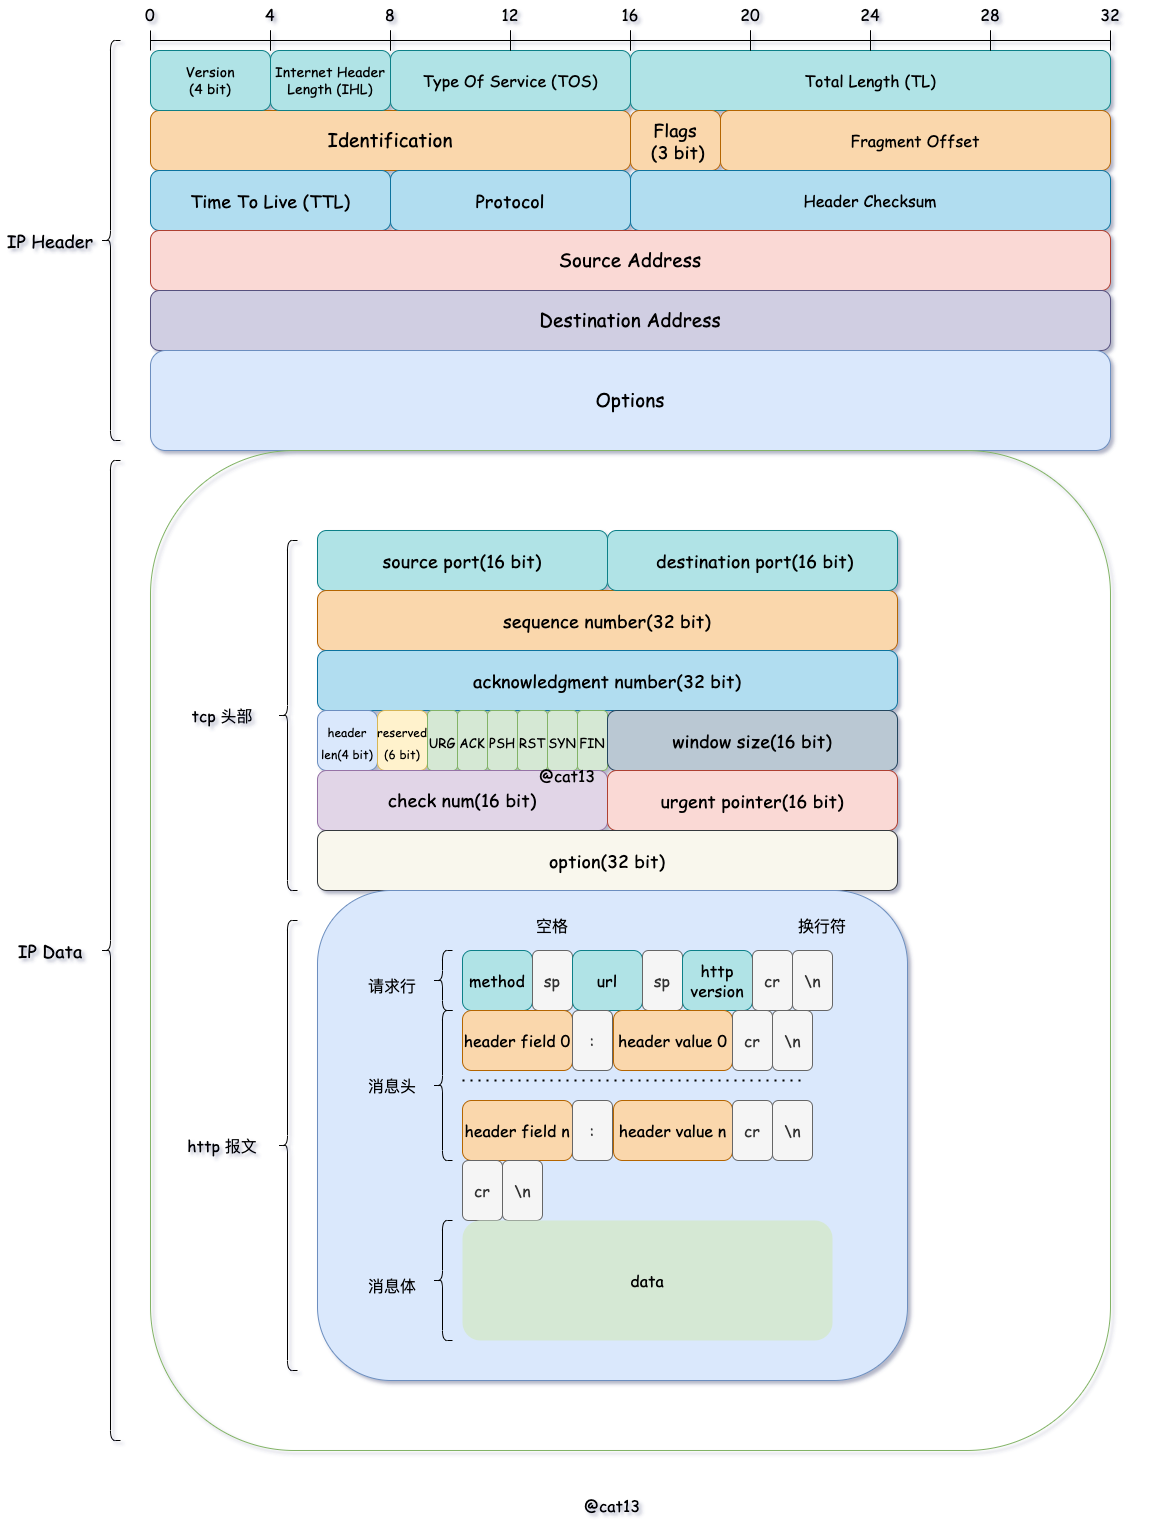 0 4 8 12 16 20 24 28 32
Version
(4 bit)
Internet Header
Length (IHL)
Type Of Service (TOS)
Total Length (TL)
Identification
Flags
(3 bit)
Fragment Offset
Time To Live (TTL)
Protocol
Header Checksum
IP Header
Source Address
Destination Address
Options
IP Data
tcp 头部
source port(16 bit)
destination port(16 bit)
sequence number(32 bit)
acknowledgment number(32 bit)
header
len(4 bit)
reserved
(6 bit)
URG ACK PSH RST SYN FIN
window size(16 bit)
@cat13
check num(16 bit)
urgent pointer(16 bit)
option(32 bit)
http 报文
空格
换行符
请求行
method
sp
url
sp
http
version
cr
\n
消息头
header field 0
:
header value 0
cr
\n
header field n
:
header value n
cr
\n
cr
\n
消息体
data
@cat13